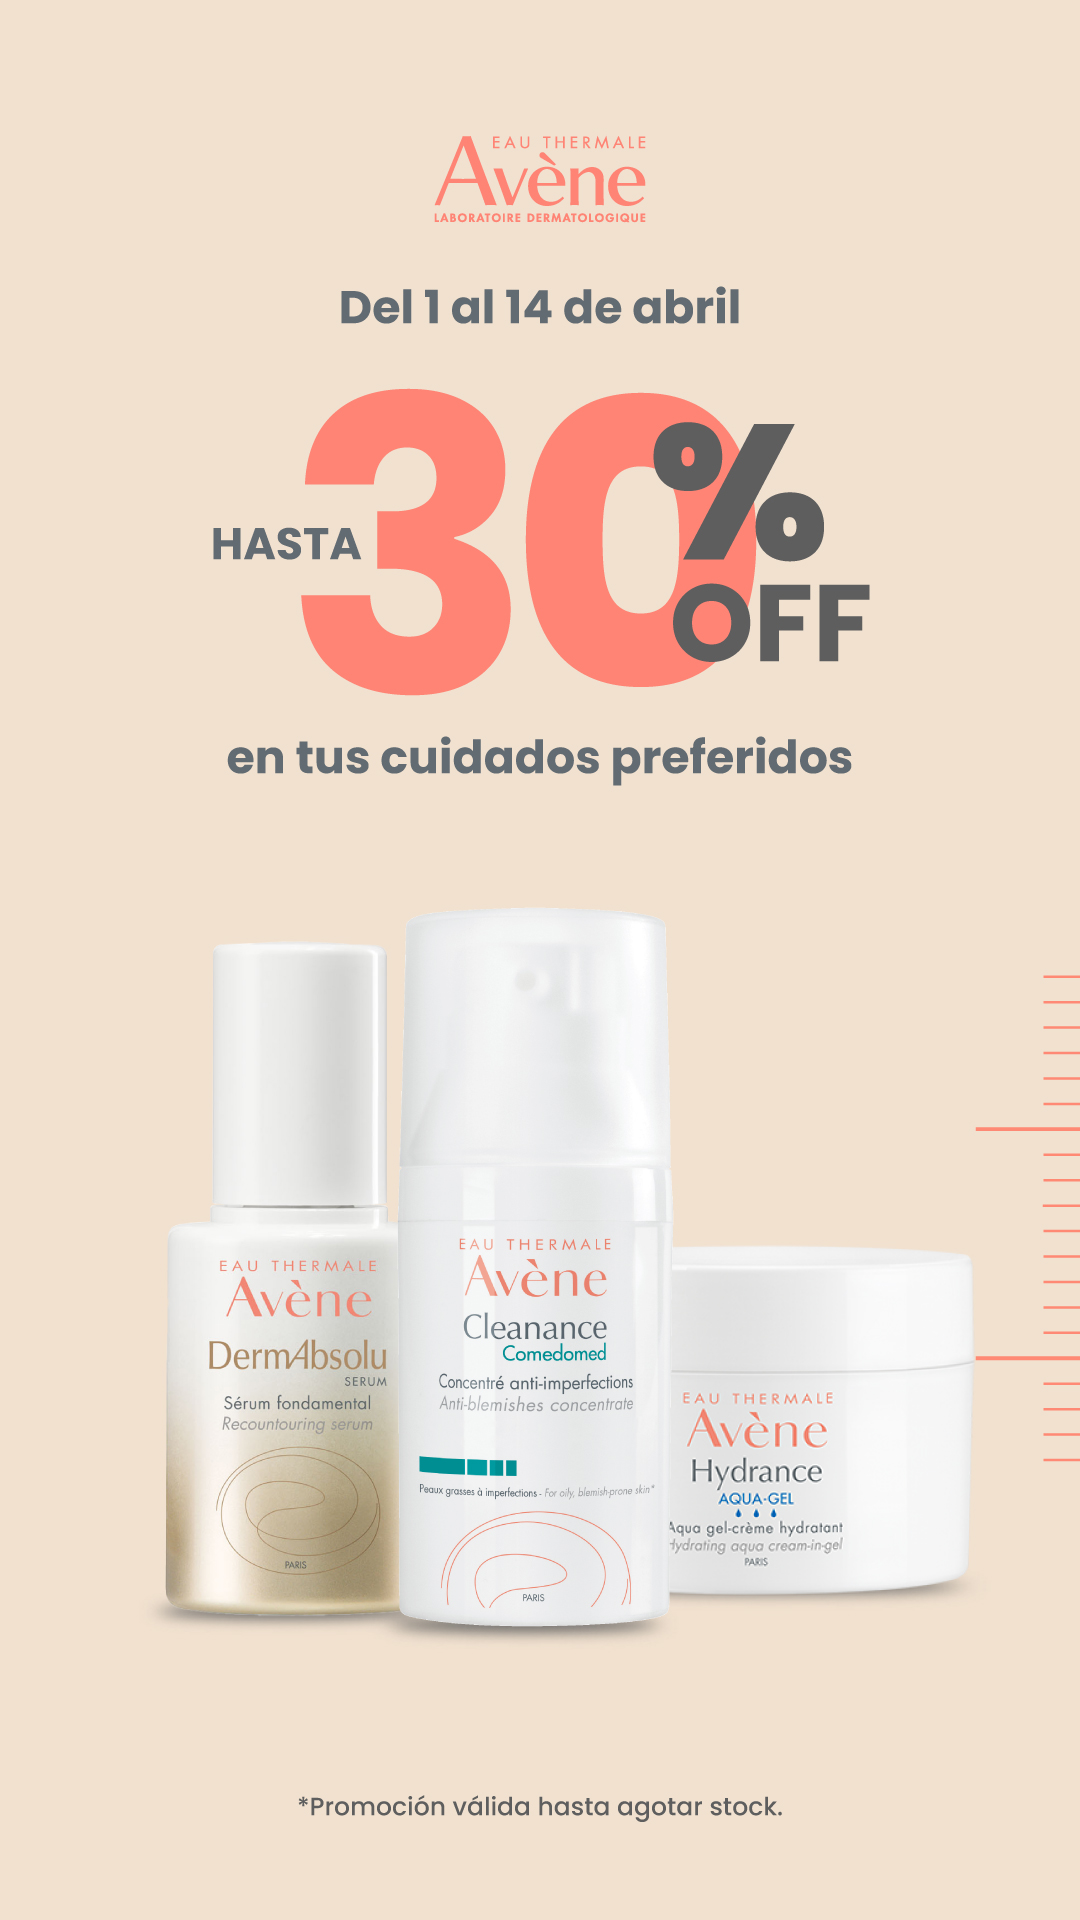 EAU THERMALE
Avène
LABORATOIRE DERMATOLOGIQUE
Del 1 al 14 de abril
HASTA
30%
OFF
en tus cuidados preferidos
EAU THERMALE
Avène
DermAbsolu
SERUM
Sérum fondamental
Recountouring serum
PARIS
EAU THERMALE
Avène
Cleanance
Comedomed
Concentré anti-imperfections
Anti-blemishes concentrate
Peaux grasses à imperfections - For oily, blemish-prone skin*
PARIS
EAU THERMALE
Avène
Hydrance
AQUA-GEL
Aqua gel-crème hydratant
Hydrating aqua cream-in-gel
PARIS
*Promoción válida hasta agotar stock.